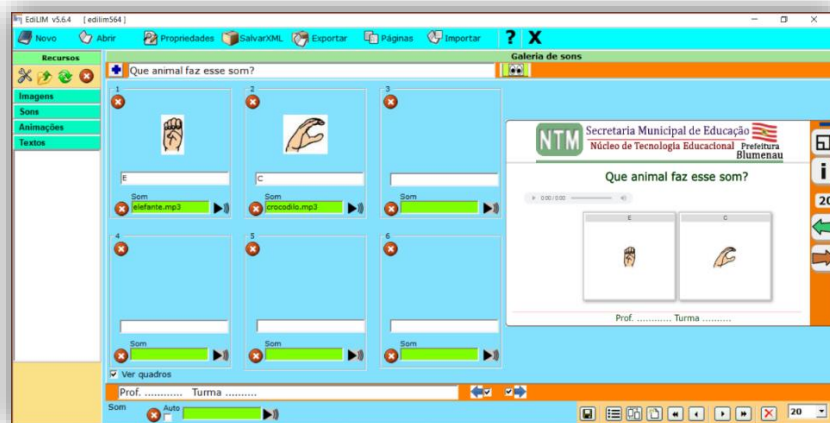 EdiLIM v5.6.4 [ edilim564 ]
Novo Abrir Propriedades SalvarXML Exportar Páginas Importar ? X
Recursos
Galeria de sons
Que animal faz esse som?
Imagens
Sons
Animações
Textos
1 2 3
E C
Som Som Som
elefante.mp3 crocodilo.mp3
4 5 6
Som Som Som
Ver quadros
Prof. ............ Turma ..........
Som Auto
20
NTM
Secretaria Municipal de Educação
Núcleo de Tecnologia Educacional
Prefeitura
Blumenau
Que animal faz esse som?
0:00 / 0:00
E C
Prof. ............ Turma ..........
i
20